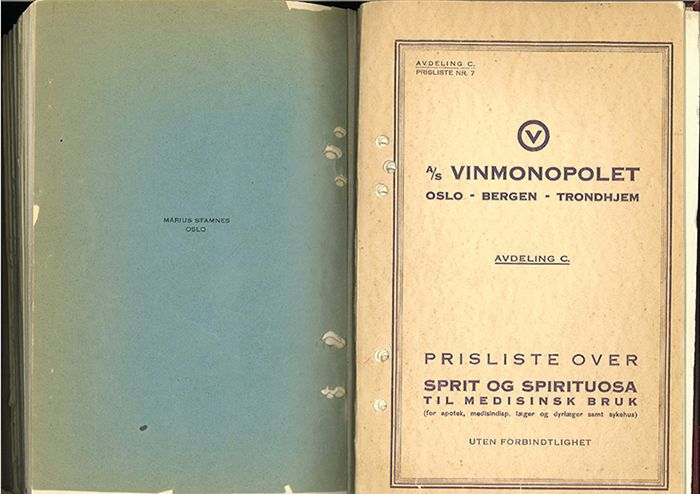 MARIUS STAMNES
OSLO
AVDELING C.
PRISLISTE NR. 7
V
A/S VINMONOPOLET
OSLO - BERGEN - TRONDHJEM
AVDELING C.
PRISLISTE OVER
SPRIT OG SPIRITUOSA
TIL MEDISINSK BRUK
(for apotek, medisindisp. læger og dyrlæger samt sykehus)
UTEN FORBINDTLIGHET